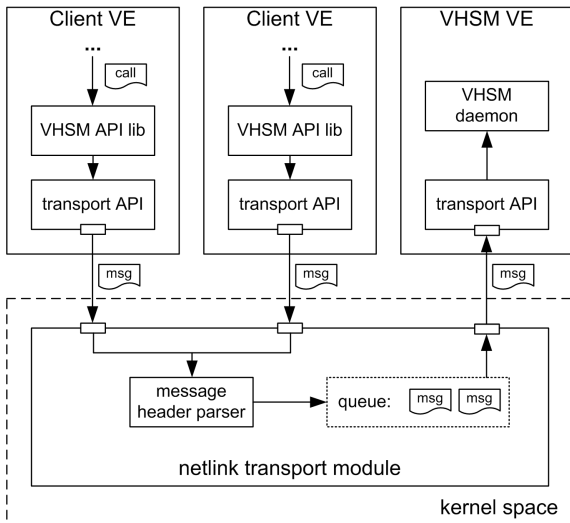 Client VE
Client VE
VHSM VE
...
...
call
call
VHSM API lib
VHSM API lib
VHSM
daemon
transport API
transport API
transport API
msg
msg
msg
message
header parser
queue:
msg
msg
netlink transport module
kernel space